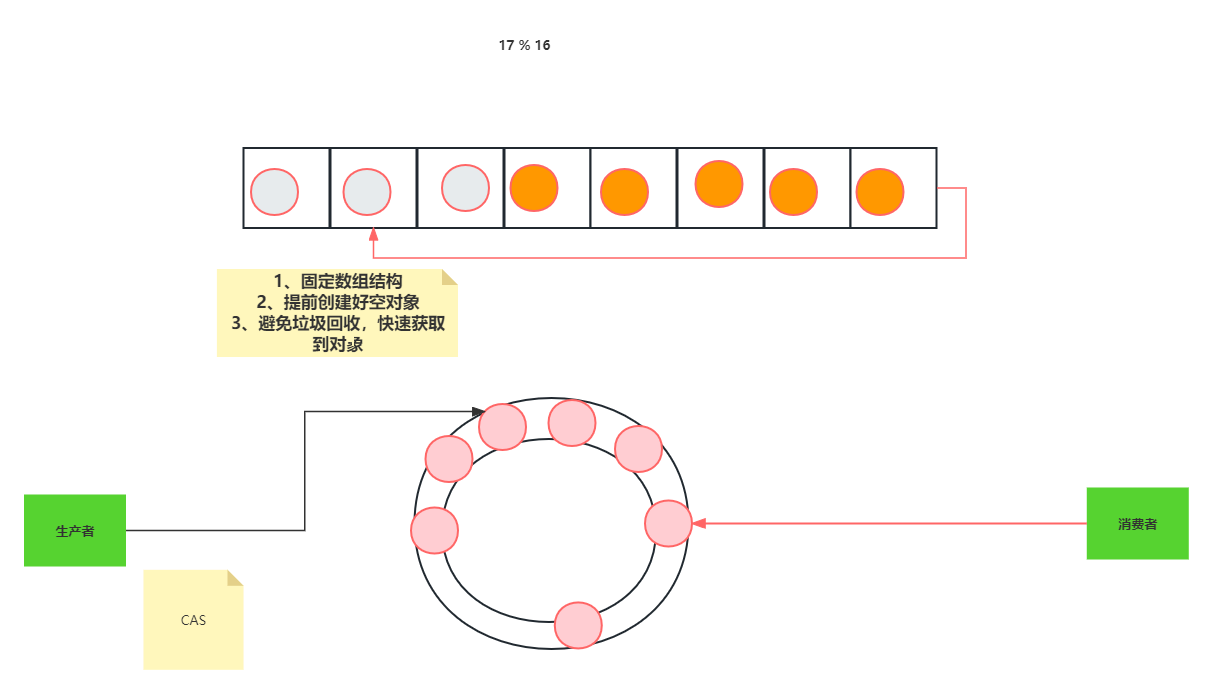 17 % 16
1、固定数组结构
2、提前创建好空对象
3、避免垃圾回收，快速获取
到对象
生产者
消费者
CAS